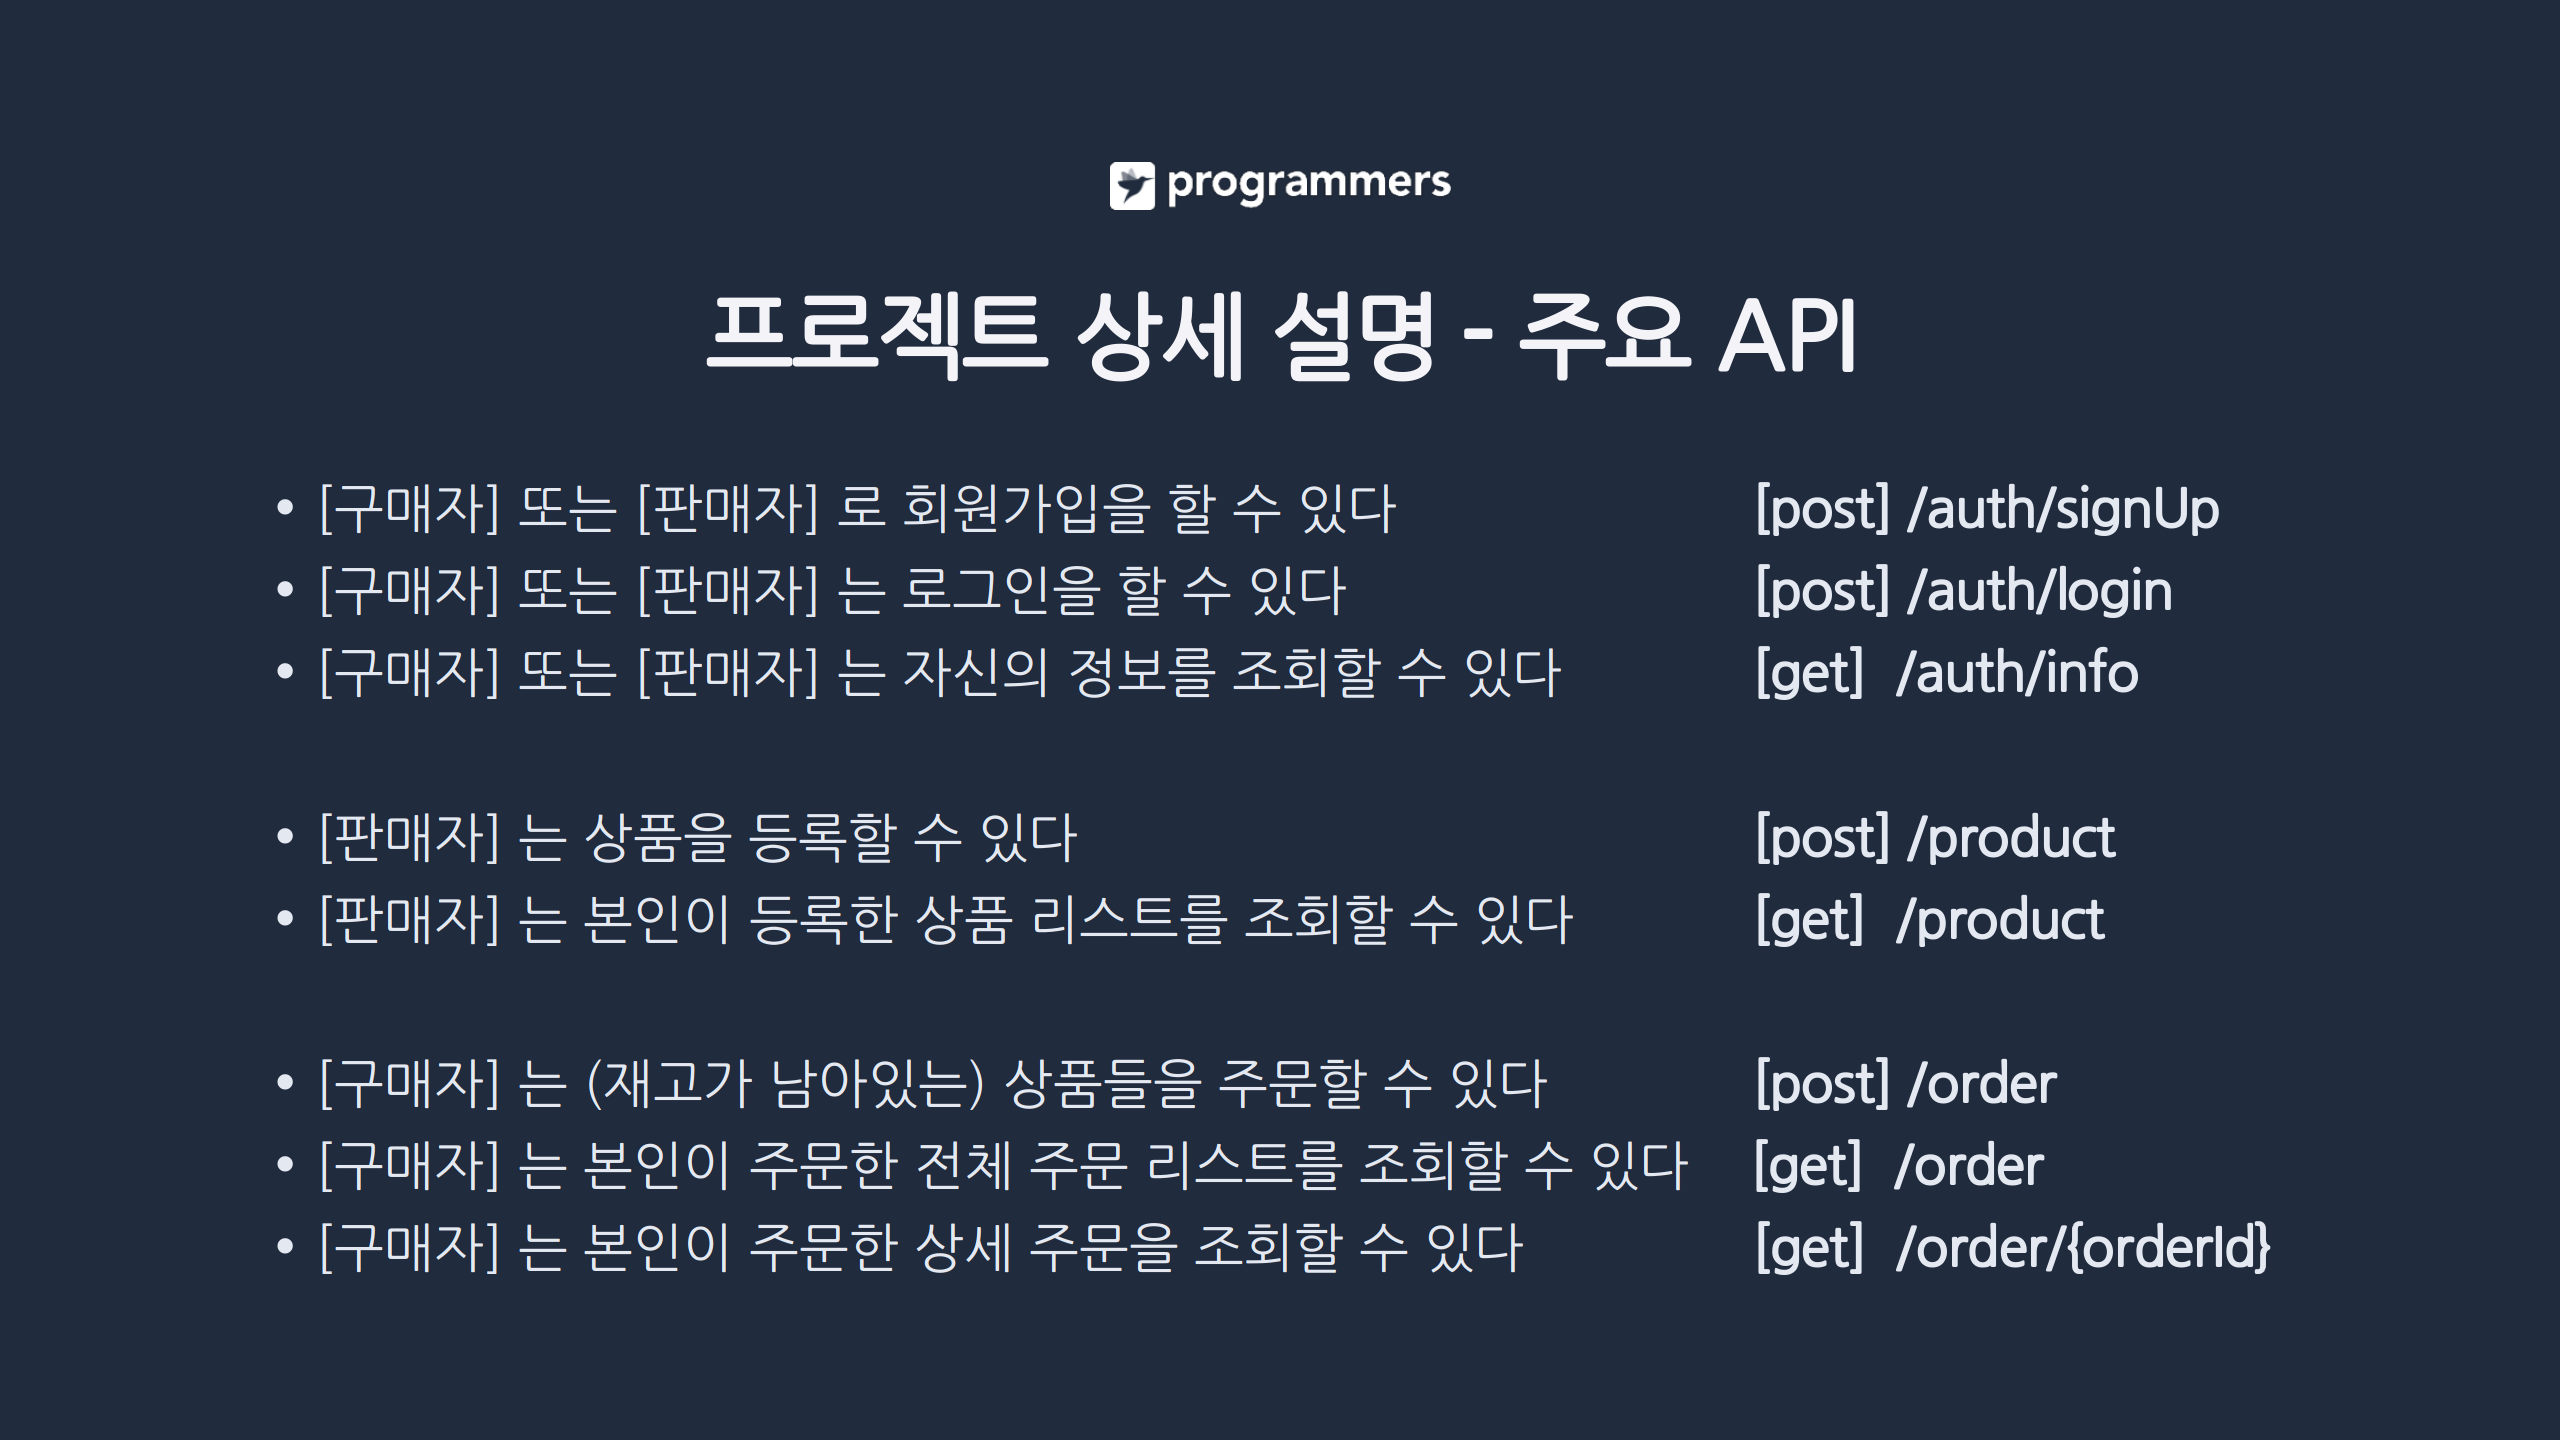 programmers
프로젝트 상세 설명 - 주요 API
• [구매자] 또는 [판매자] 로 회원가입을 할 수 있다 [post] /auth/signUp
• [구매자] 또는 [판매자] 는 로그인을 할 수 있다 [post] /auth/login
• [구매자] 또는 [판매자] 는 자신의 정보를 조회할 수 있다 [get] /auth/info
• [판매자] 는 상품을 등록할 수 있다 [post] /product
• [판매자] 는 본인이 등록한 상품 리스트를 조회할 수 있다 [get] /product
• [구매자] 는 (재고가 남아있는) 상품들을 주문할 수 있다 [post] /order
• [구매자] 는 본인이 주문한 전체 주문 리스트를 조회할 수 있다 [get] /order
• [구매자] 는 본인이 주문한 상세 주문을 조회할 수 있다 [get] /order/{orderId}